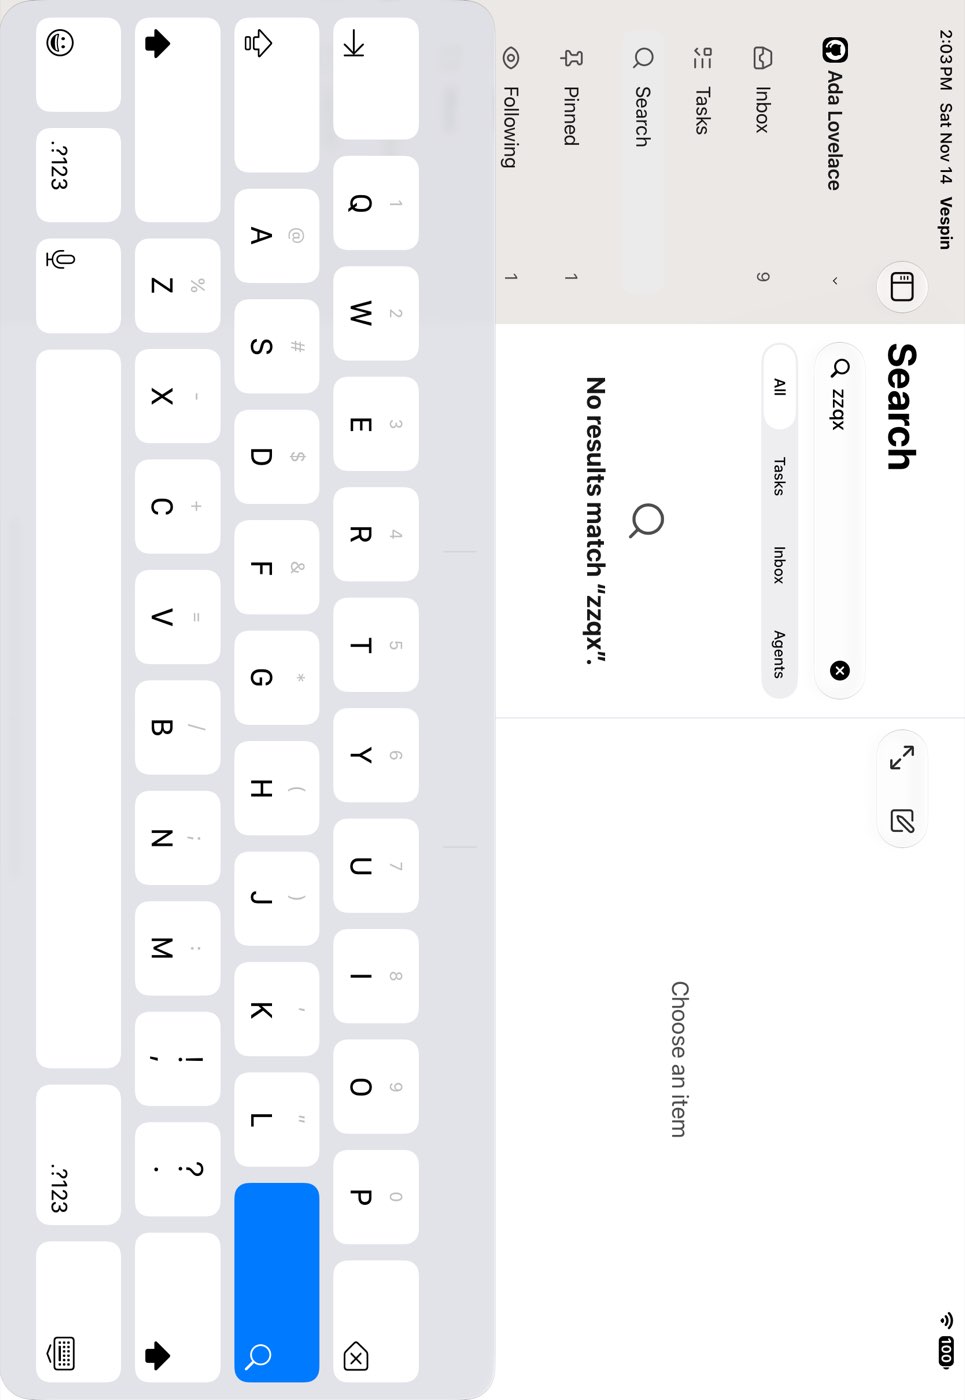 2:03 PM Sat Nov 14 Vespin
100
Search
Ada Lovelace
zzqx
All Tasks Inbox Agents
Inbox 9
Tasks
Search
Pinned 1
Following 1
No results match “zzqx”.
Choose an item
1 2 3 4 5 6 7 8 9 0
Q W E R T Y U I O P
@ # $ & * ( ) ' "
A S D F G H J K L
% - + = / ; : ! ?
Z X C V B N M , .
.?123 .?123